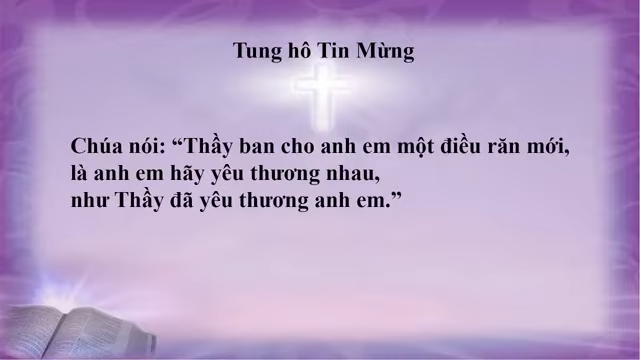 Tung hô Tin Mừng
Chúa nói: “Thầy ban cho anh em một điều răn mới,
là anh em hãy yêu thương nhau,
như Thầy đã yêu thương anh em.”